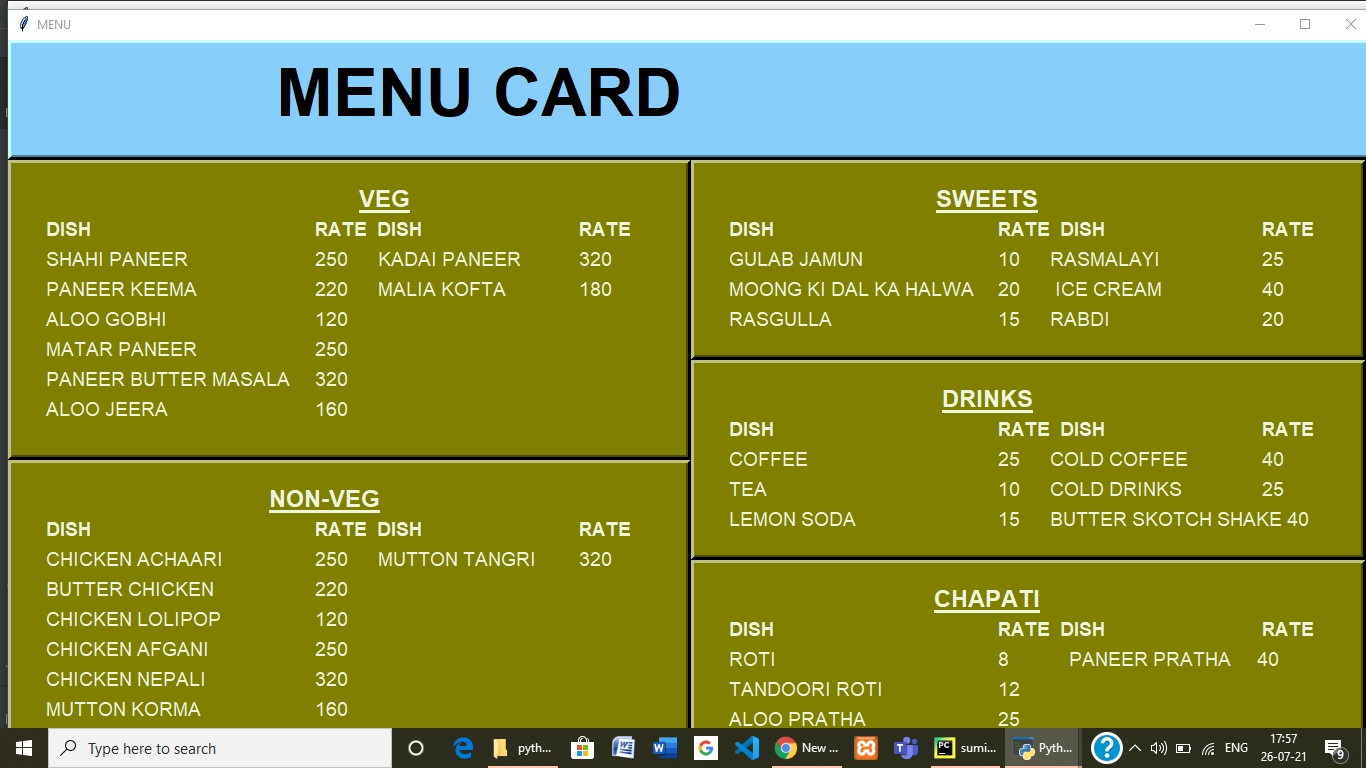 MENU
MENU CARD
VEG
DISH RATE DISH RATE
SHAHI PANEER 250 KADAI PANEER 320
PANEER KEEMA 220 MALIA KOFTA 180
ALOO GOBHI 120
MATAR PANEER 250
PANEER BUTTER MASALA 320
ALOO JEERA 160
NON-VEG
DISH RATE DISH RATE
CHICKEN ACHAARI 250 MUTTON TANGRI 320
BUTTER CHICKEN 220
CHICKEN LOLIPOP 120
CHICKEN AFGANI 250
CHICKEN NEPALI 320
MUTTON KORMA 160
SWEETS
DISH RATE DISH RATE
GULAB JAMUN 10 RASMALAYI 25
MOONG KI DAL KA HALWA 20 ICE CREAM 40
RASGULLA 15 RABDI 20
DRINKS
DISH RATE DISH RATE
COFFEE 25 COLD COFFEE 40
TEA 10 COLD DRINKS 25
LEMON SODA 15 BUTTER SKOTCH SHAKE 40
CHAPATI
DISH RATE DISH RATE
ROTI 8 PANEER PRATHA 40
TANDOORI ROTI 12
ALOO PRATHA 25
Type here to search pyth... New ... sumi... Pyth... ENG 17:57
26-07-21 9